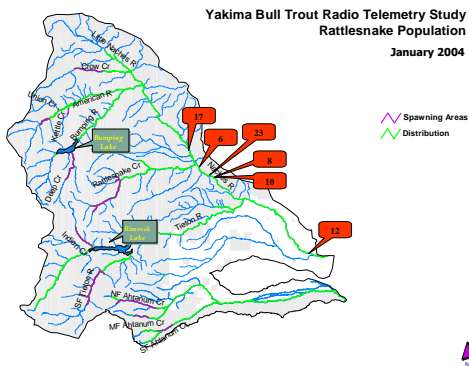 Yakima Bull Trout Radio Telemetry Study
Rattlesnake Population
January 2004
Spawning Areas
Distribution
Little Naches R
Crow Cr
Union Cr
American R
Kettle Cr
Bumping R
Bumping
Lake
Deep Cr
Rattlesnake Cr
Naches R
17
6
23
8
10
Tieton R
Indian Cr
Rimrock
Lake
12
SF Tieton R
NF Ahtanum Cr
MF Ahtanum Cr
SF Ahtanum Cr
N